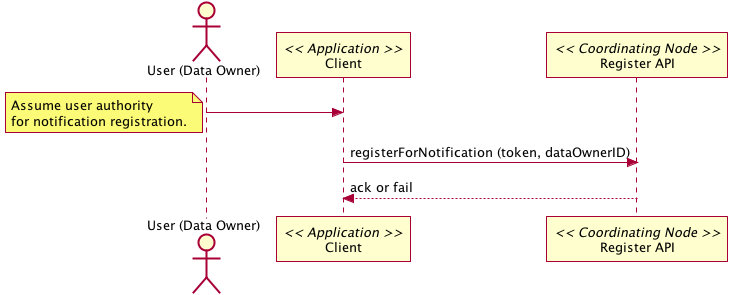 User (Data Owner)
<< Application >>
Client
<< Coordinating Node >>
Register API
Assume user authority
for notification registration.
registerForNotification (token, dataOwnerID)
ack or fail
User (Data Owner)
<< Application >>
Client
<< Coordinating Node >>
Register API